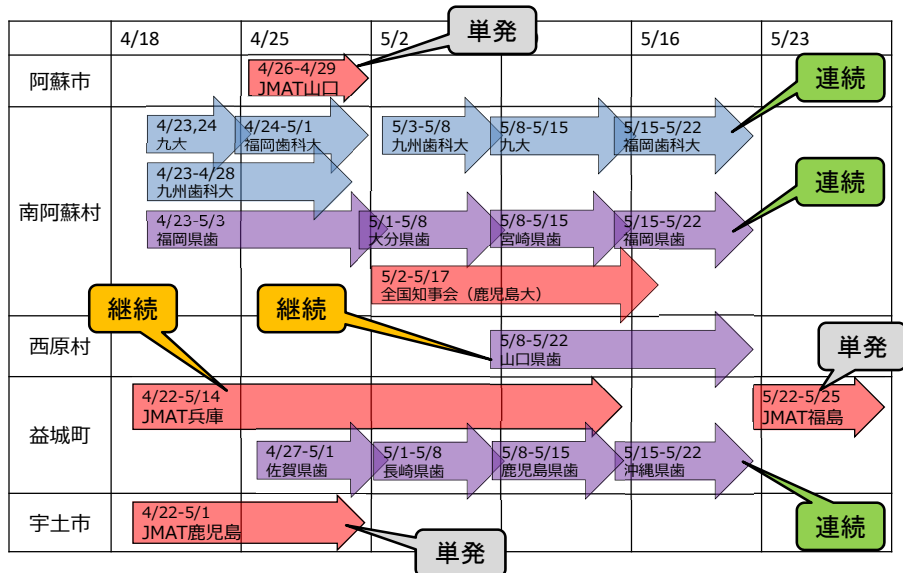 4/18
4/25
5/2
5/16
5/23
単発
阿蘇市
4/26-4/29
JMAT山口
連続
南阿蘇村
4/23,24
九大
4/24-5/1
福岡歯科大
5/3-5/8
九州歯科大
5/8-5/15
九大
5/15-5/22
福岡歯科大
4/23-4/28
九州歯科大
連続
4/23-5/3
福岡県歯
5/1-5/8
大分県歯
5/8-5/15
宮崎県歯
5/15-5/22
福岡県歯
5/2-5/17
全国知事会（鹿児島大）
継続
継続
西原村
5/8-5/22
山口県歯
単発
益城町
4/22-5/14
JMAT兵庫
5/22-5/25
JMAT福島
4/27-5/1
佐賀県歯
5/1-5/8
長崎県歯
5/8-5/15
鹿児島県歯
5/15-5/22
沖縄県歯
連続
宇土市
4/22-5/1
JMAT鹿児島
単発